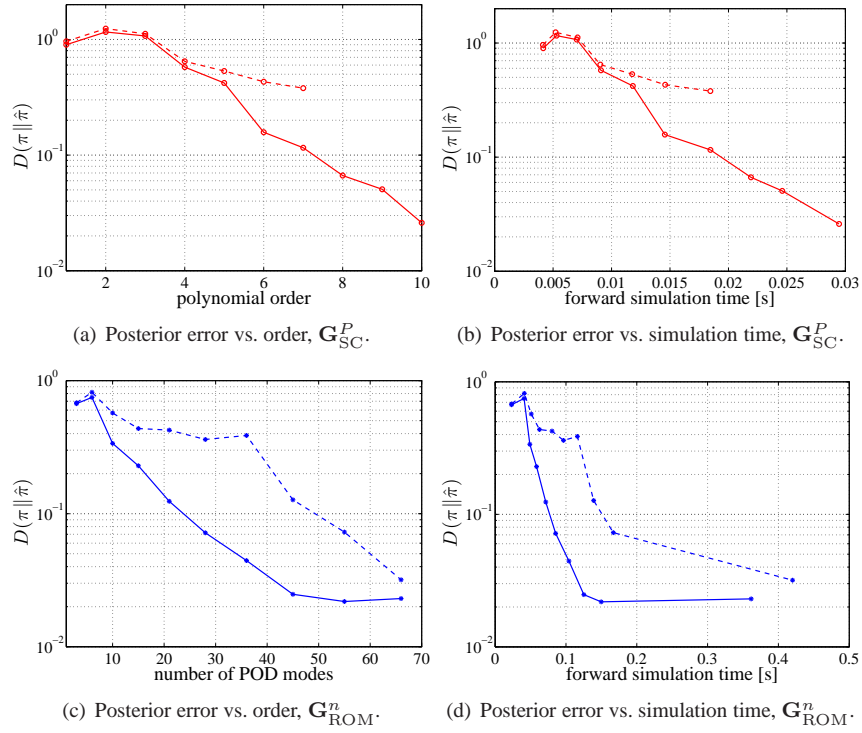 10^0
10^{-1}
10^{-2}
D(π‖π̂)
2 4 6 8 10
polynomial order
(a) Posterior error vs. order, G^P_SC.
10^0
10^{-1}
10^{-2}
D(π‖π̂)
0 0.005 0.01 0.015 0.02 0.025 0.03
forward simulation time [s]
(b) Posterior error vs. simulation time, G^P_SC.
10^0
10^{-1}
10^{-2}
D(π‖π̂)
10 20 30 40 50 60 70
number of POD modes
(c) Posterior error vs. order, G^n_ROM.
10^0
10^{-1}
10^{-2}
D(π‖π̂)
0 0.1 0.2 0.3 0.4 0.5
forward simulation time [s]
(d) Posterior error vs. simulation time, G^n_ROM.